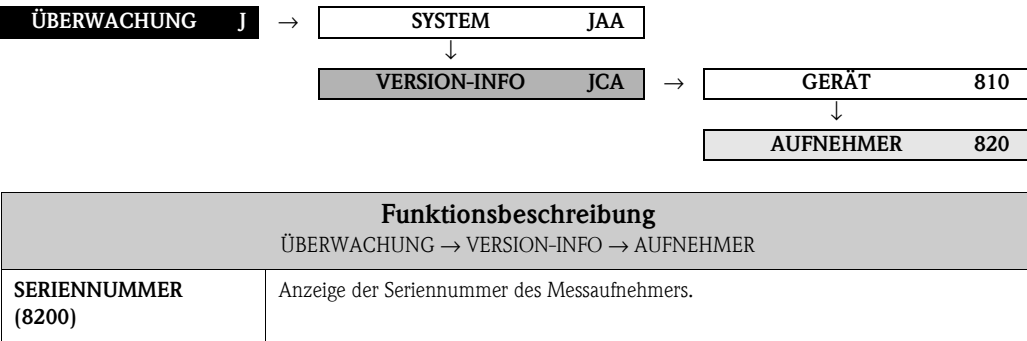 ÜBERWACHUNG J → SYSTEM JAA
↓
VERSION-INFO JCA → GERÄT 810
↓
AUFNEHMER 820
Funktionsbeschreibung
ÜBERWACHUNG → VERSION-INFO → AUFNEHMER
SERIENNUMMER
(8200)
Anzeige der Seriennummer des Messaufnehmers.